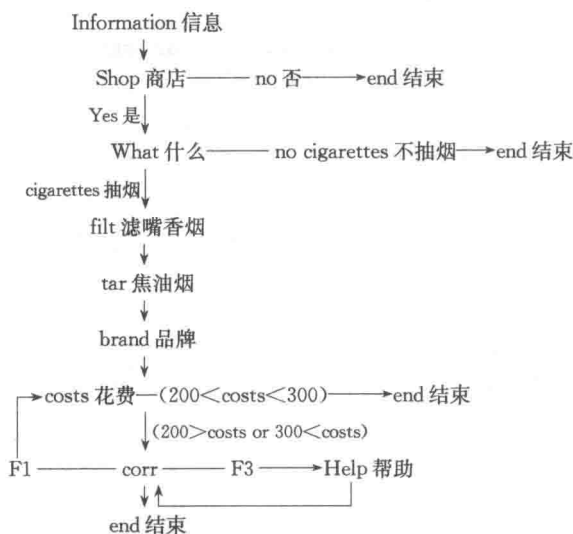 Information 信息
Shop 商店 no 否 end 结束
Yes 是
What 什么 no cigarettes 不抽烟 end 结束
cigarettes 抽烟
filt 滤嘴香烟
tar 焦油烟
brand 品牌
costs 花费 (200<costs<300) end 结束
(200>costs or 300<costs)
F1 corr F3 Help 帮助
end 结束